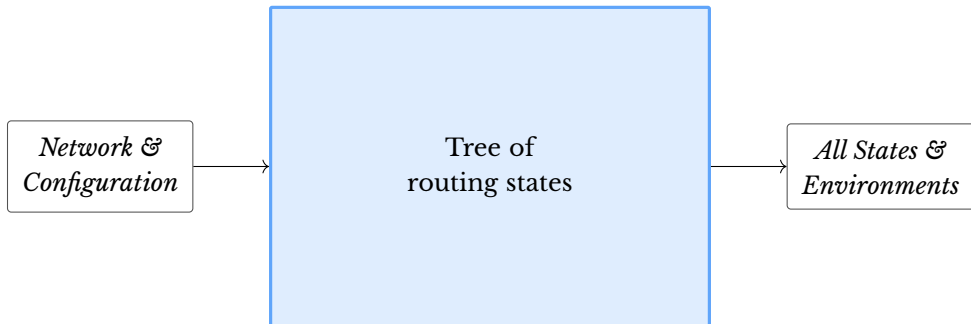 Network &
Configuration
Tree of
routing states
All States &
Environments